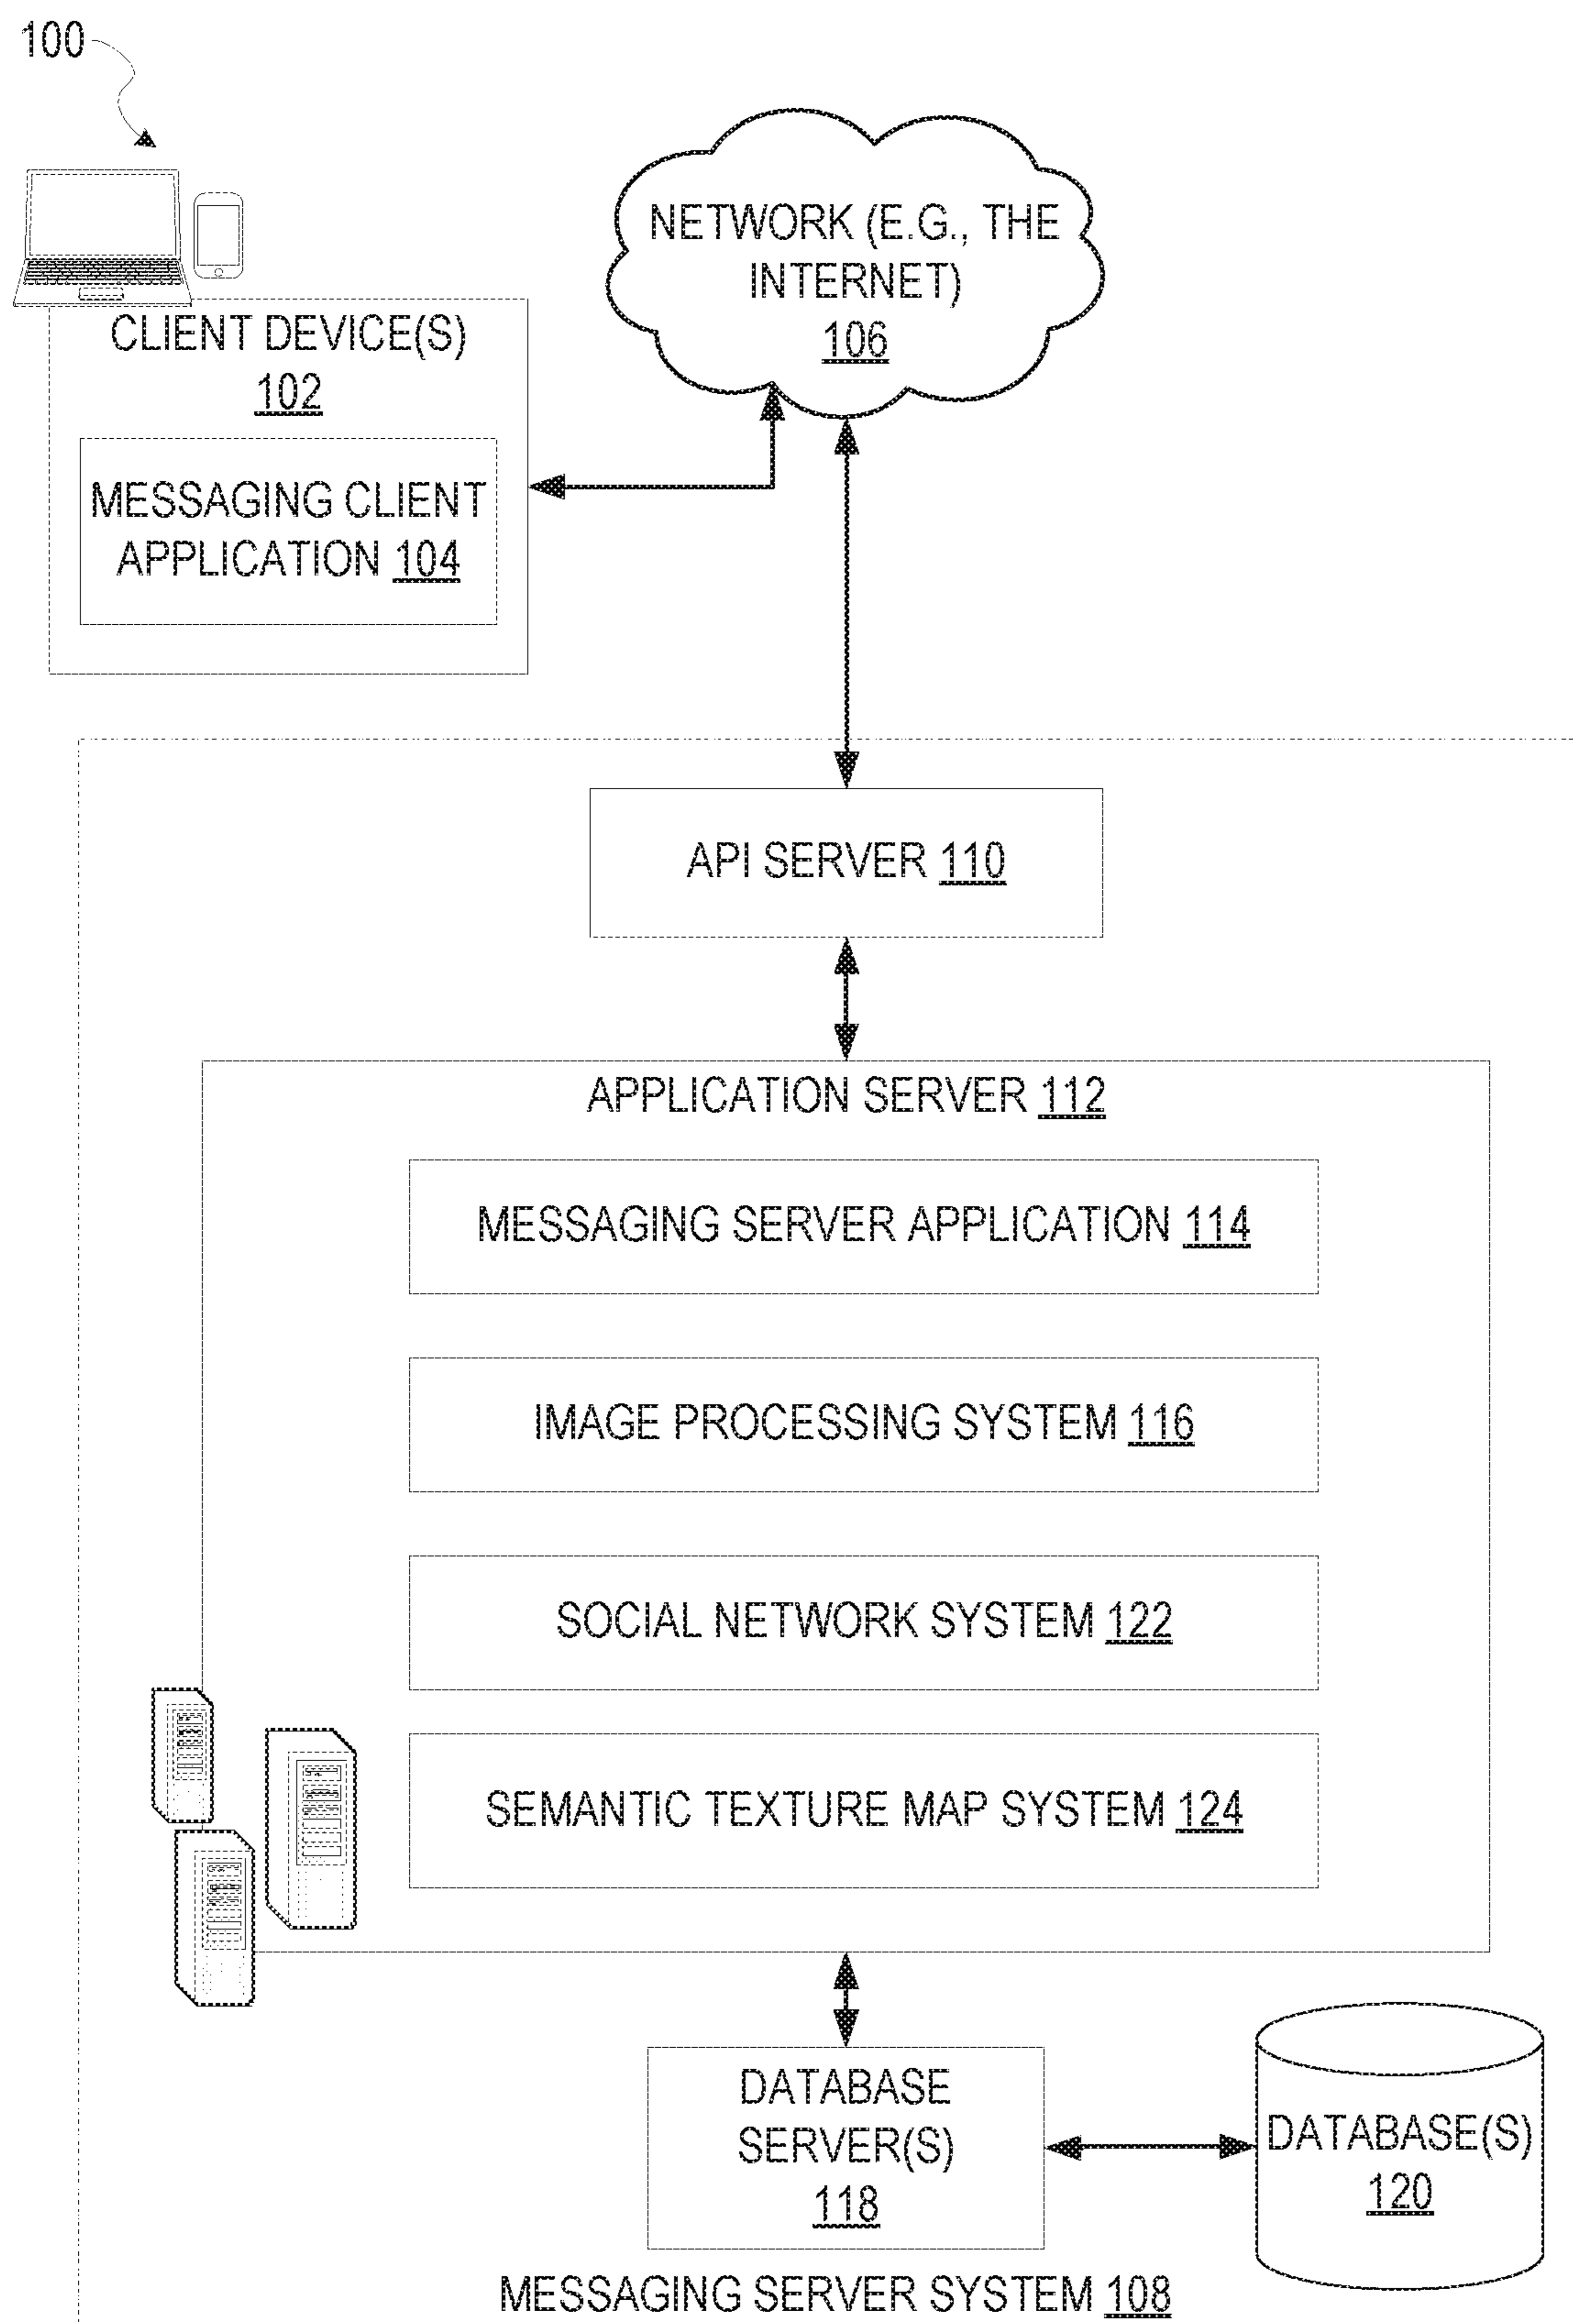 100
NETWORK (E.G., THE
INTERNET)
106
CLIENT DEVICE(S)
102
MESSAGING CLIENT
APPLICATION 104
API SERVER 110
APPLICATION SERVER 112
MESSAGING SERVER APPLICATION 114
IMAGE PROCESSING SYSTEM 116
SOCIAL NETWORK SYSTEM 122
SEMANTIC TEXTURE MAP SYSTEM 124
DATABASE
SERVER(S)
118
DATABASE(S)
120
MESSAGING SERVER SYSTEM 108